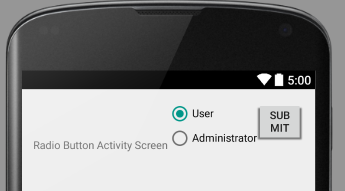 5:00
User
Administrator
Radio Button Activity Screen
SUB
MIT